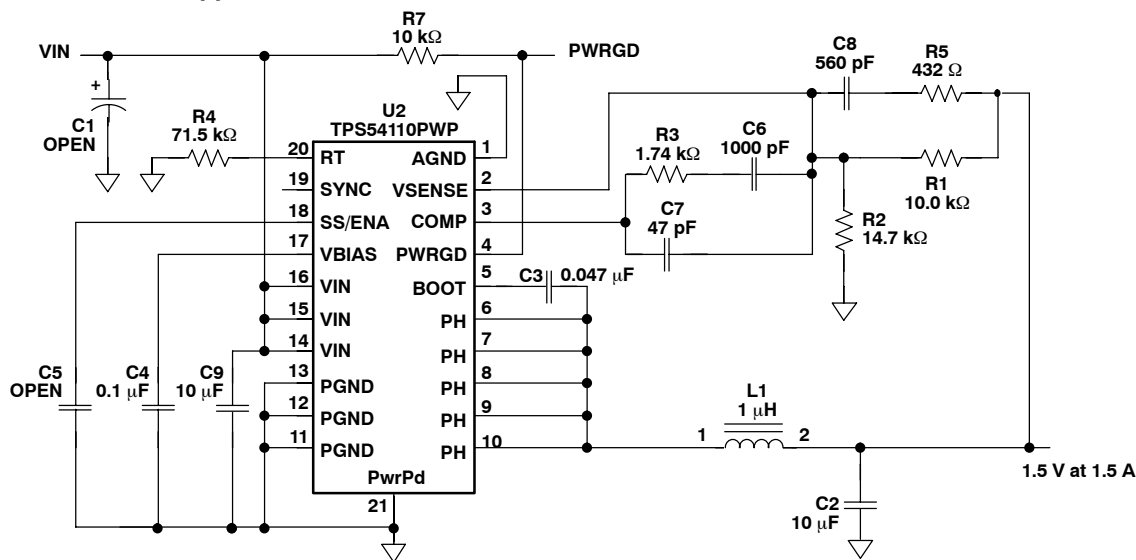 VIN
R7
10 kΩ
PWRGD
C8
560 pF
R5
432 Ω
+
C1
OPEN
R4
71.5 kΩ
U2
TPS54110PWP
R3
1.74 kΩ
C6
1000 pF
R1
10.0 kΩ
C7
47 pF
R2
14.7 kΩ
20 RT
AGND 1
19 SYNC
VSENSE 2
18 SS/ENA
COMP 3
17 VBIAS
PWRGD 4
16 VIN
BOOT 5
C3 0.047 μF
15 VIN
PH 6
14 VIN
PH 7
13 PGND
PH 8
12 PGND
PH 9
11 PGND
PH 10
PwrPd
21
C5
OPEN
C4
0.1 μF
C9
10 μF
L1
1 μH
1 2
1.5 V at 1.5 A
C2
10 μF